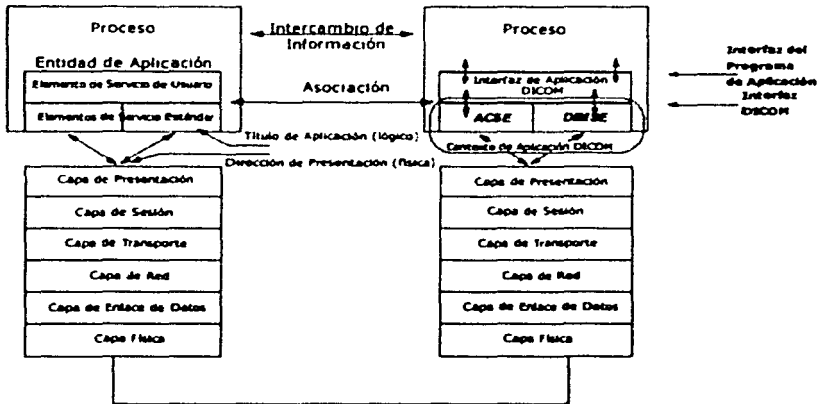 Proceso
Entidad de Aplicación
Elemento de Servicio de Usuario
Elementos de Servicio Estándar
Intercambio de
Información
Asociación
Título de Aplicación (lógico)
Dirección de Presentación (física)
Proceso
Interfaz de Aplicación
DICOM
ACSE
DIMSE
Contexto de Aplicación DICOM
Interfaz del
Programa
de Aplicación
Interfaz
DICOM
Capa de Presentación
Capa de Sesión
Capa de Transporte
Capa de Red
Capa de Enlace de Datos
Capa Física
Capa de Presentación
Capa de Sesión
Capa de Transporte
Capa de Red
Capa de Enlace de Datos
Capa Física